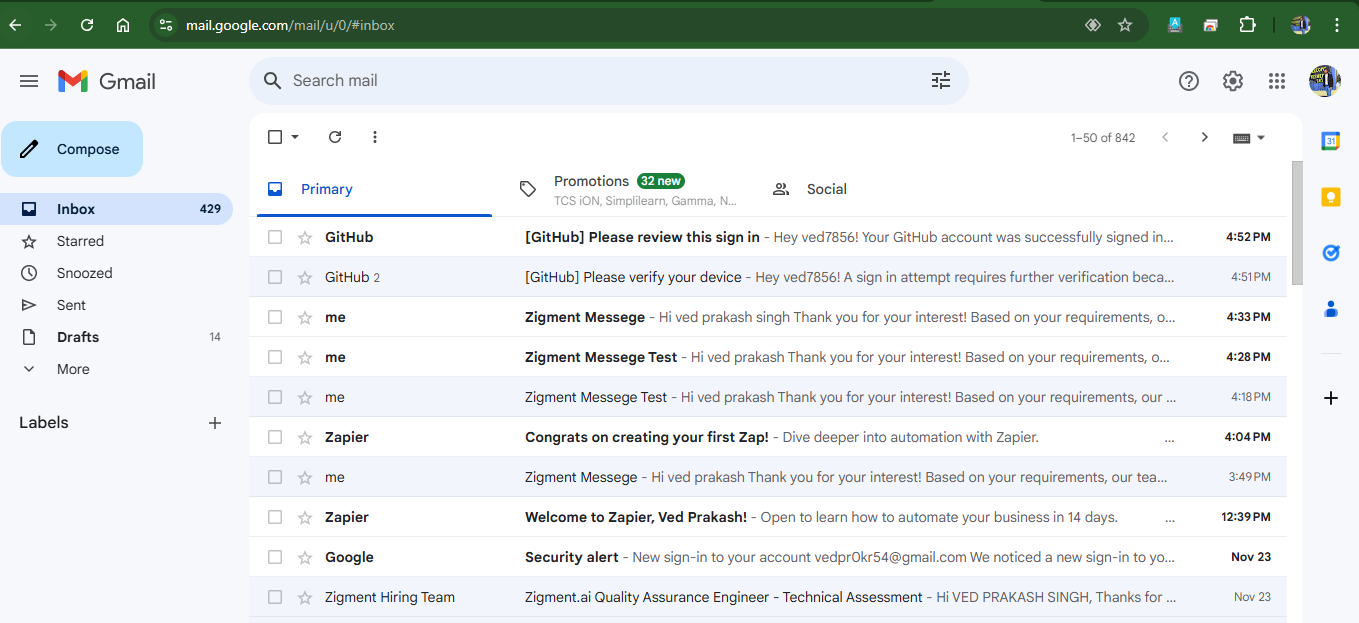 mail.google.com/mail/u/0/#inbox
Gmail
Search mail
Compose
1–50 of 842
Inbox 429
Starred
Snoozed
Sent
Drafts 14
More
Labels
Primary
Promotions 32 new
TCS iON, Simplilearn, Gamma, N...
Social
31
GitHub [GitHub] Please review this sign in - Hey ved7856! Your GitHub account was successfully signed in... 4:52 PM
GitHub 2 [GitHub] Please verify your device - Hey ved7856! A sign in attempt requires further verification beca... 4:51 PM
me Zigment Messege - Hi ved prakash singh Thank you for your interest! Based on your requirements, o... 4:33 PM
me Zigment Messege Test - Hi ved prakash Thank you for your interest! Based on your requirements, o... 4:28 PM
me Zigment Messege Test - Hi ved prakash Thank you for your interest! Based on your requirements, our ... 4:18 PM
Zapier Congrats on creating your first Zap! - Dive deeper into automation with Zapier. ... 4:04 PM
me Zigment Messege - Hi ved prakash Thank you for your interest! Based on your requirements, our tea... 3:49 PM
Zapier Welcome to Zapier, Ved Prakash! - Open to learn how to automate your business in 14 days. ... 12:39 PM
Google Security alert - New sign-in to your account vedpr0kr54@gmail.com We noticed a new sign-in to yo... Nov 23
Zigment Hiring Team Zigment.ai Quality Assurance Engineer - Technical Assessment - Hi VED PRAKASH SINGH, Thanks for ... Nov 23